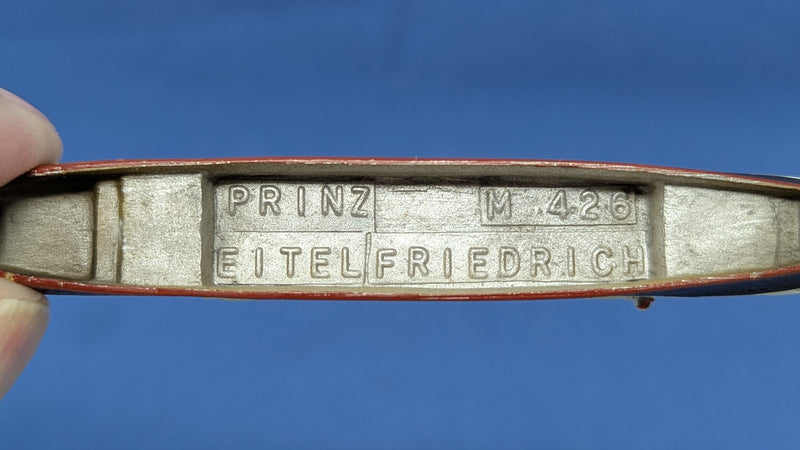 PRINZ M 426
EITEL FRIEDRICH